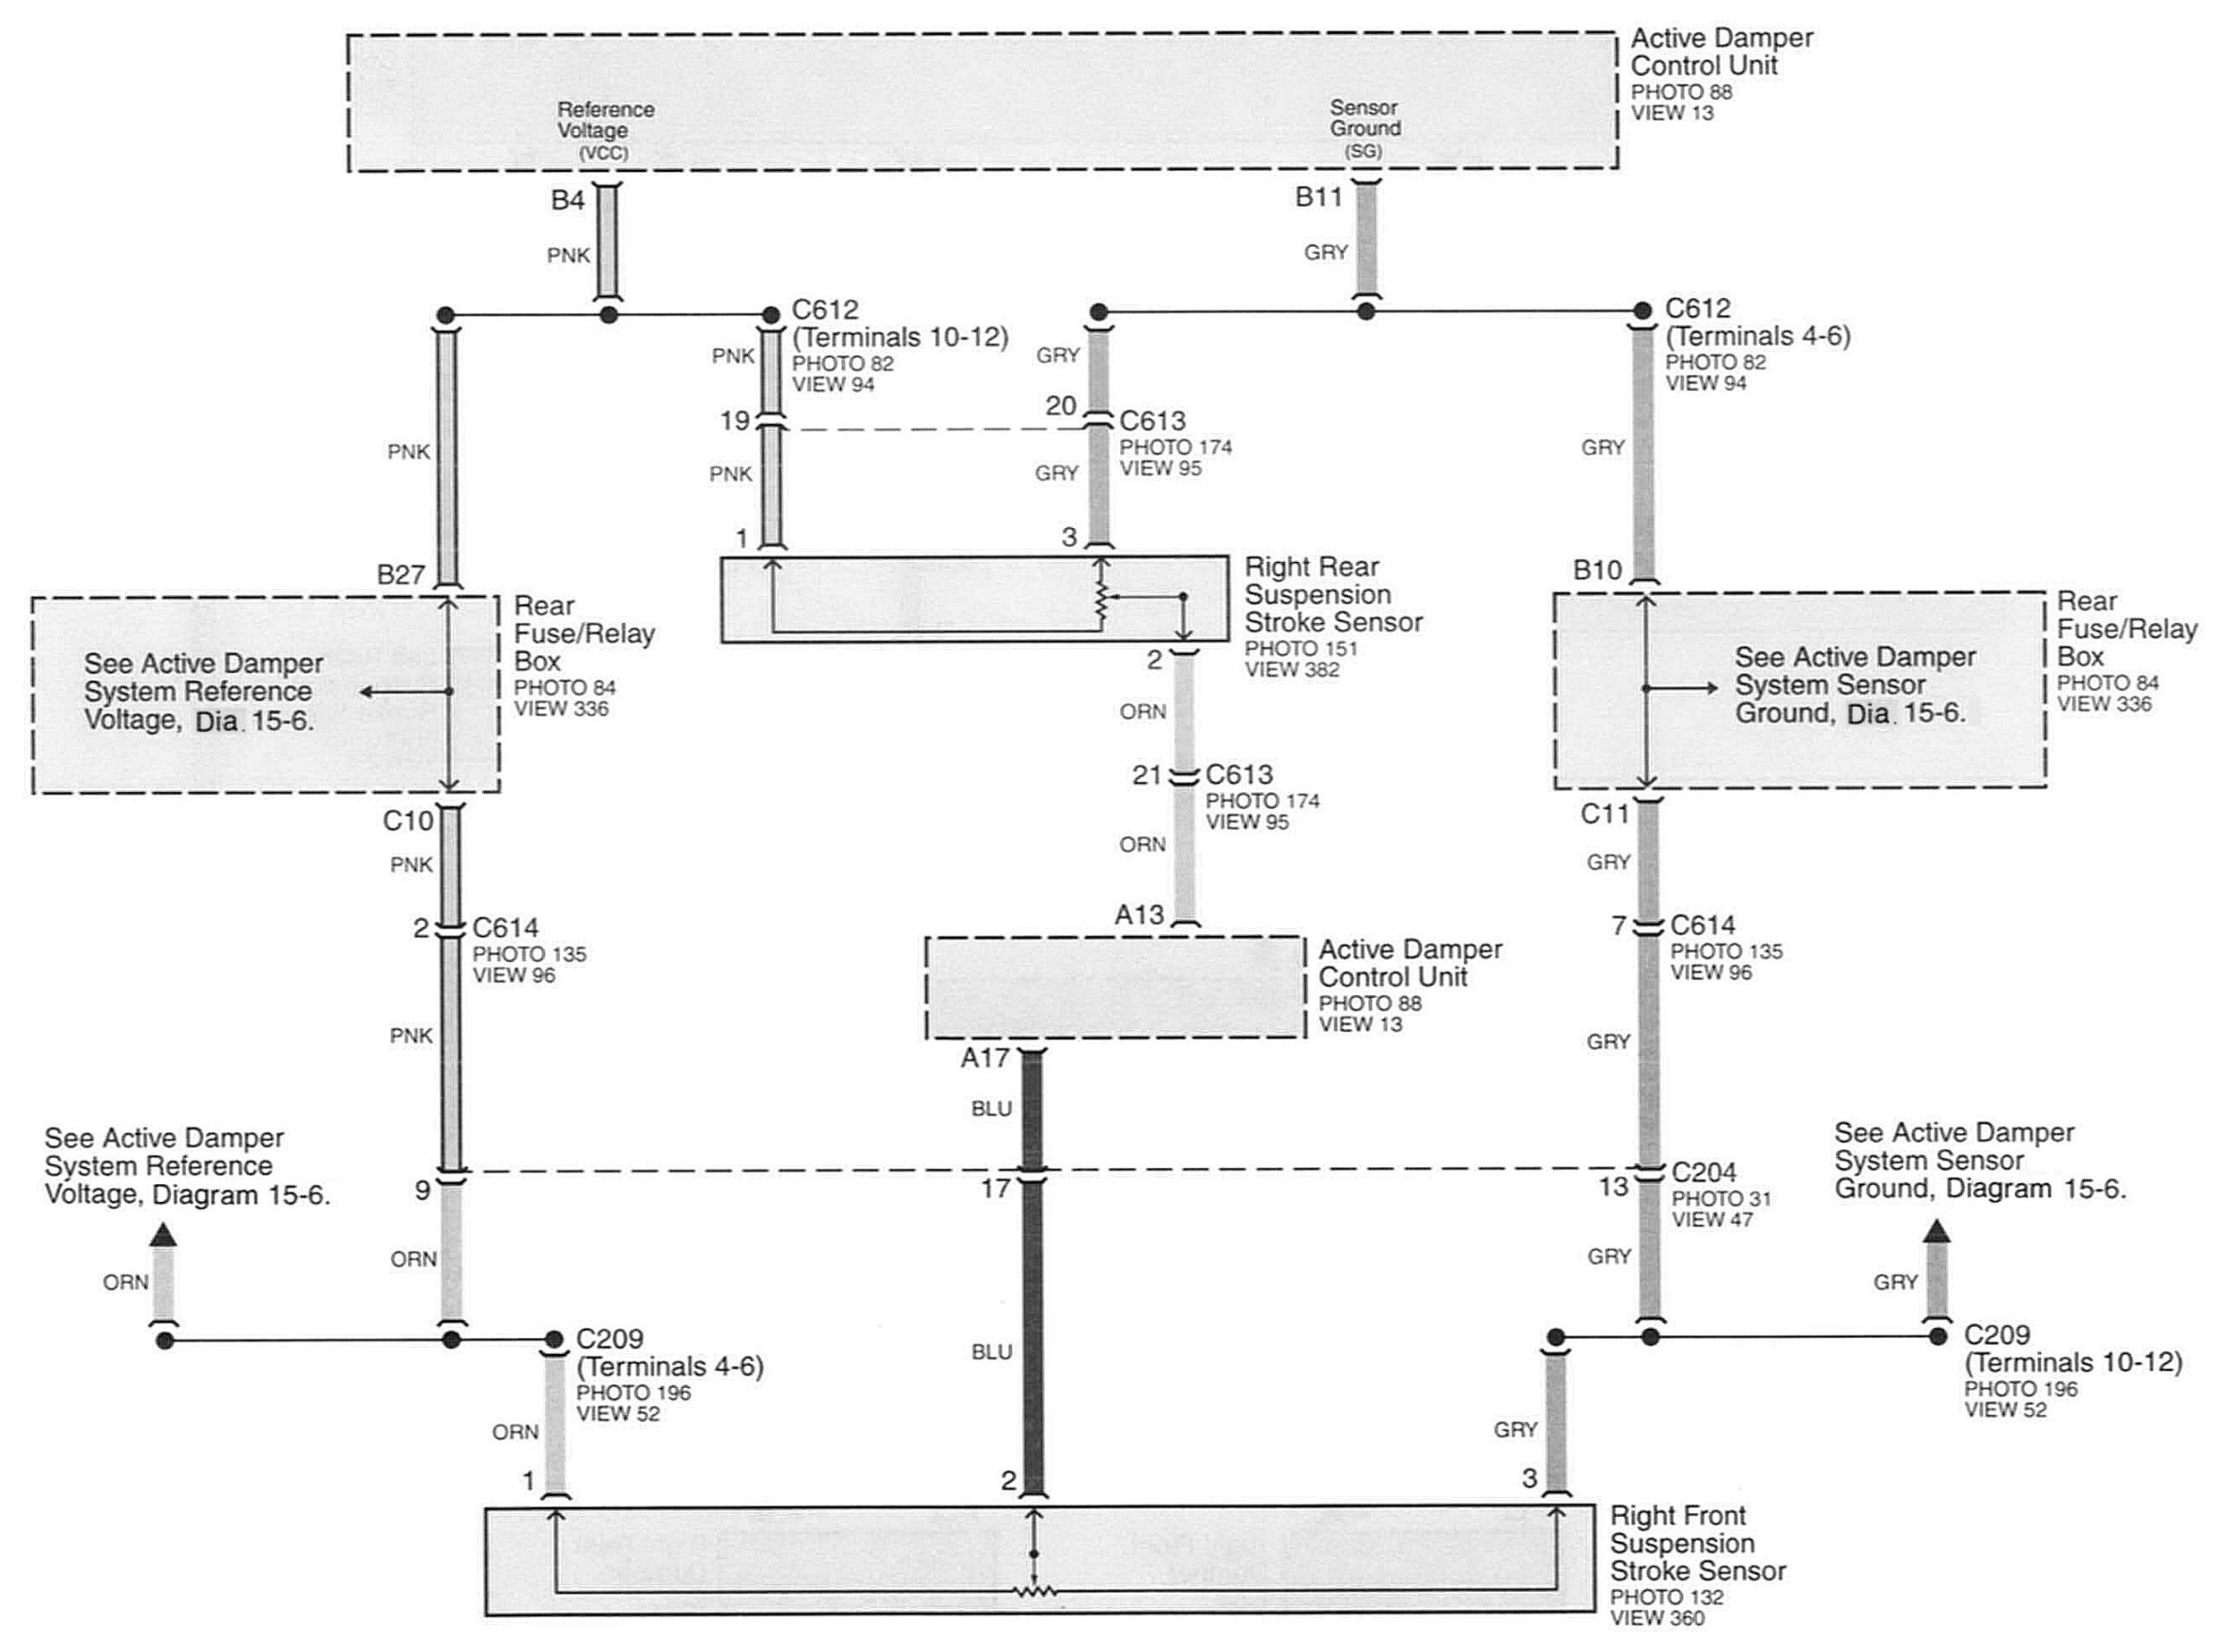 Active Damper
Control Unit
PHOTO 88
VIEW 13
Reference
Voltage
(VCC)
Sensor
Ground
(SG)
B4
PNK
B11
GRY
C612
(Terminals 10-12)
PHOTO 82
VIEW 94
C612
(Terminals 4-6)
PHOTO 82
VIEW 94
PNK
GRY
19
20
C613
PHOTO 174
VIEW 95
PNK
PNK
GRY
GRY
1
3
B27
B10
Right Rear
Suspension
Stroke Sensor
PHOTO 151
VIEW 382
Rear
Fuse/Relay
Box
PHOTO 84
VIEW 336
See Active Damper
System Reference
Voltage, Dia. 15-6.
Rear
Fuse/Relay
Box
PHOTO 84
VIEW 336
See Active Damper
System Sensor
Ground, Dia. 15-6.
2
ORN
21
C613
PHOTO 174
VIEW 95
ORN
A13
C10
PNK
2
C614
PHOTO 135
VIEW 96
PNK
C11
GRY
7
C614
PHOTO 135
VIEW 96
GRY
Active Damper
Control Unit
PHOTO 88
VIEW 13
A17
BLU
See Active Damper
System Reference
Voltage, Diagram 15-6.
See Active Damper
System Sensor
Ground, Diagram 15-6.
9
17
13
C204
PHOTO 31
VIEW 47
ORN
ORN
GRY
GRY
C209
(Terminals 4-6)
PHOTO 196
VIEW 52
BLU
C209
(Terminals 10-12)
PHOTO 196
VIEW 52
ORN
GRY
1
2
3
Right Front
Suspension
Stroke Sensor
PHOTO 132
VIEW 360